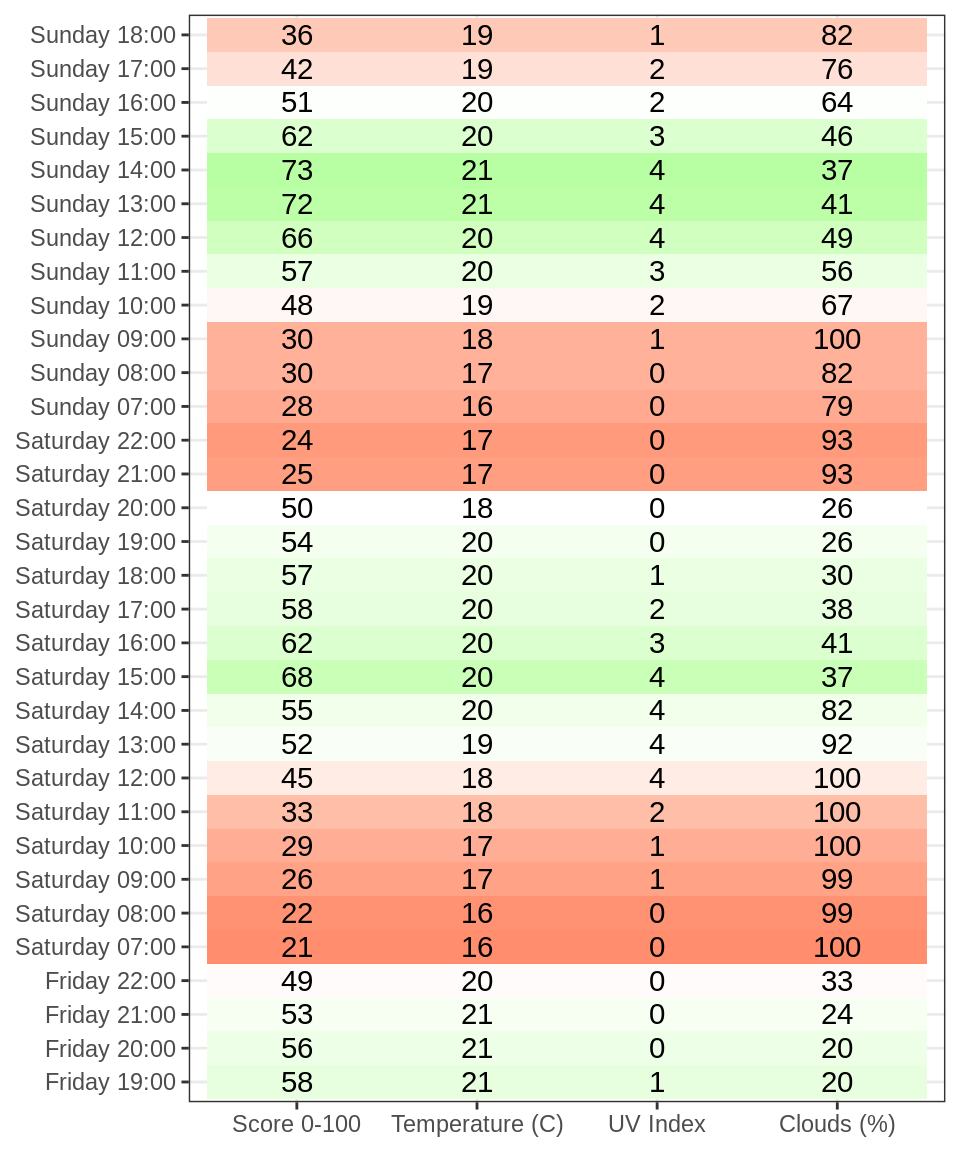 Sunday 18:00 36 19 1 82
Sunday 17:00 42 19 2 76
Sunday 16:00 51 20 2 64
Sunday 15:00 62 20 3 46
Sunday 14:00 73 21 4 37
Sunday 13:00 72 21 4 41
Sunday 12:00 66 20 4 49
Sunday 11:00 57 20 3 56
Sunday 10:00 48 19 2 67
Sunday 09:00 30 18 1 100
Sunday 08:00 30 17 0 82
Sunday 07:00 28 16 0 79
Saturday 22:00 24 17 0 93
Saturday 21:00 25 17 0 93
Saturday 20:00 50 18 0 26
Saturday 19:00 54 20 0 26
Saturday 18:00 57 20 1 30
Saturday 17:00 58 20 2 38
Saturday 16:00 62 20 3 41
Saturday 15:00 68 20 4 37
Saturday 14:00 55 20 4 82
Saturday 13:00 52 19 4 92
Saturday 12:00 45 18 4 100
Saturday 11:00 33 18 2 100
Saturday 10:00 29 17 1 100
Saturday 09:00 26 17 1 99
Saturday 08:00 22 16 0 99
Saturday 07:00 21 16 0 100
Friday 22:00 49 20 0 33
Friday 21:00 53 21 0 24
Friday 20:00 56 21 0 20
Friday 19:00 58 21 1 20
Score 0-100 Temperature (C) UV Index Clouds (%)